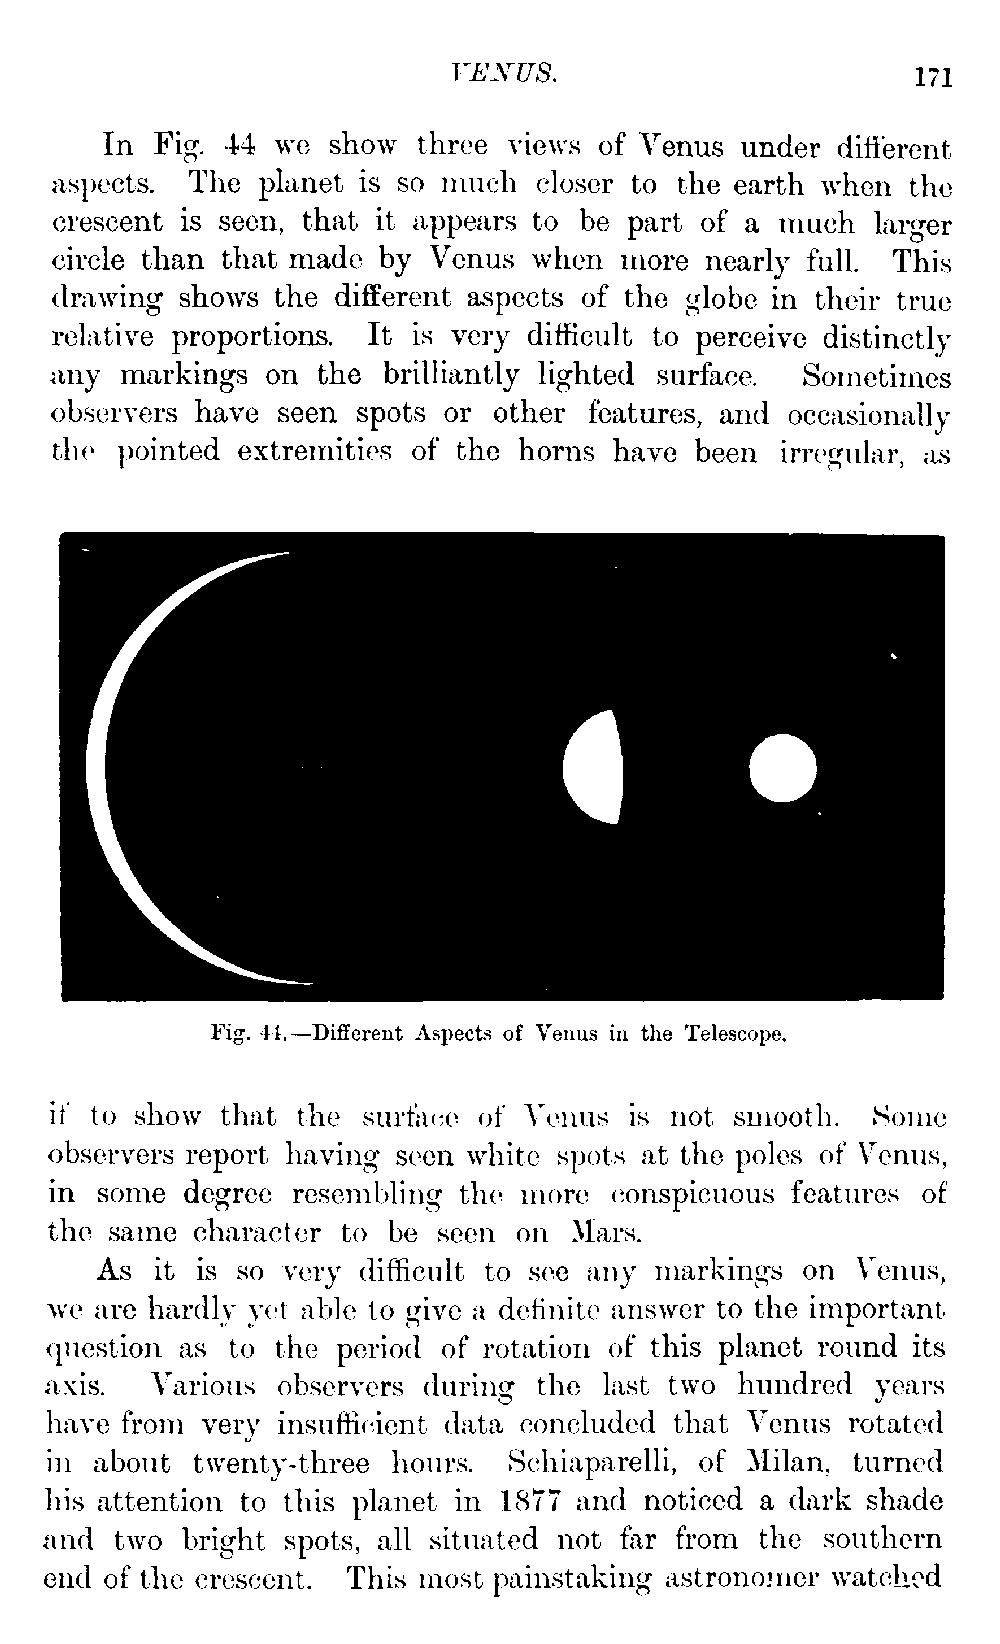 VENUS. 171
In Fig. 44 we show three views of Venus under different
aspects. The planet is so much closer to the earth when the
crescent is seen, that it appears to be part of a much larger
circle than that made by Venus when more nearly full. This
drawing shows the different aspects of the globe in their true
relative proportions. It is very difficult to perceive distinctly
any markings on the brilliantly lighted surface. Sometimes
observers have seen spots or other features, and occasionally
the pointed extremities of the horns have been irregular, as
Fig. 44.—Different Aspects of Venus in the Telescope.
if to show that the surface of Venus is not smooth. Some
observers report having seen white spots at the poles of Venus,
in some degree resembling the more conspicuous features of
the same character to be seen on Mars.
As it is so very difficult to see any markings on Venus,
we are hardly yet able to give a definite answer to the important
question as to the period of rotation of this planet round its
axis. Various observers during the last two hundred years
have from very insufficient data concluded that Venus rotated
in about twenty-three hours. Schiaparelli, of Milan, turned
his attention to this planet in 1877 and noticed a dark shade
and two bright spots, all situated not far from the southern
end of the crescent. This most painstaking astronomer watched